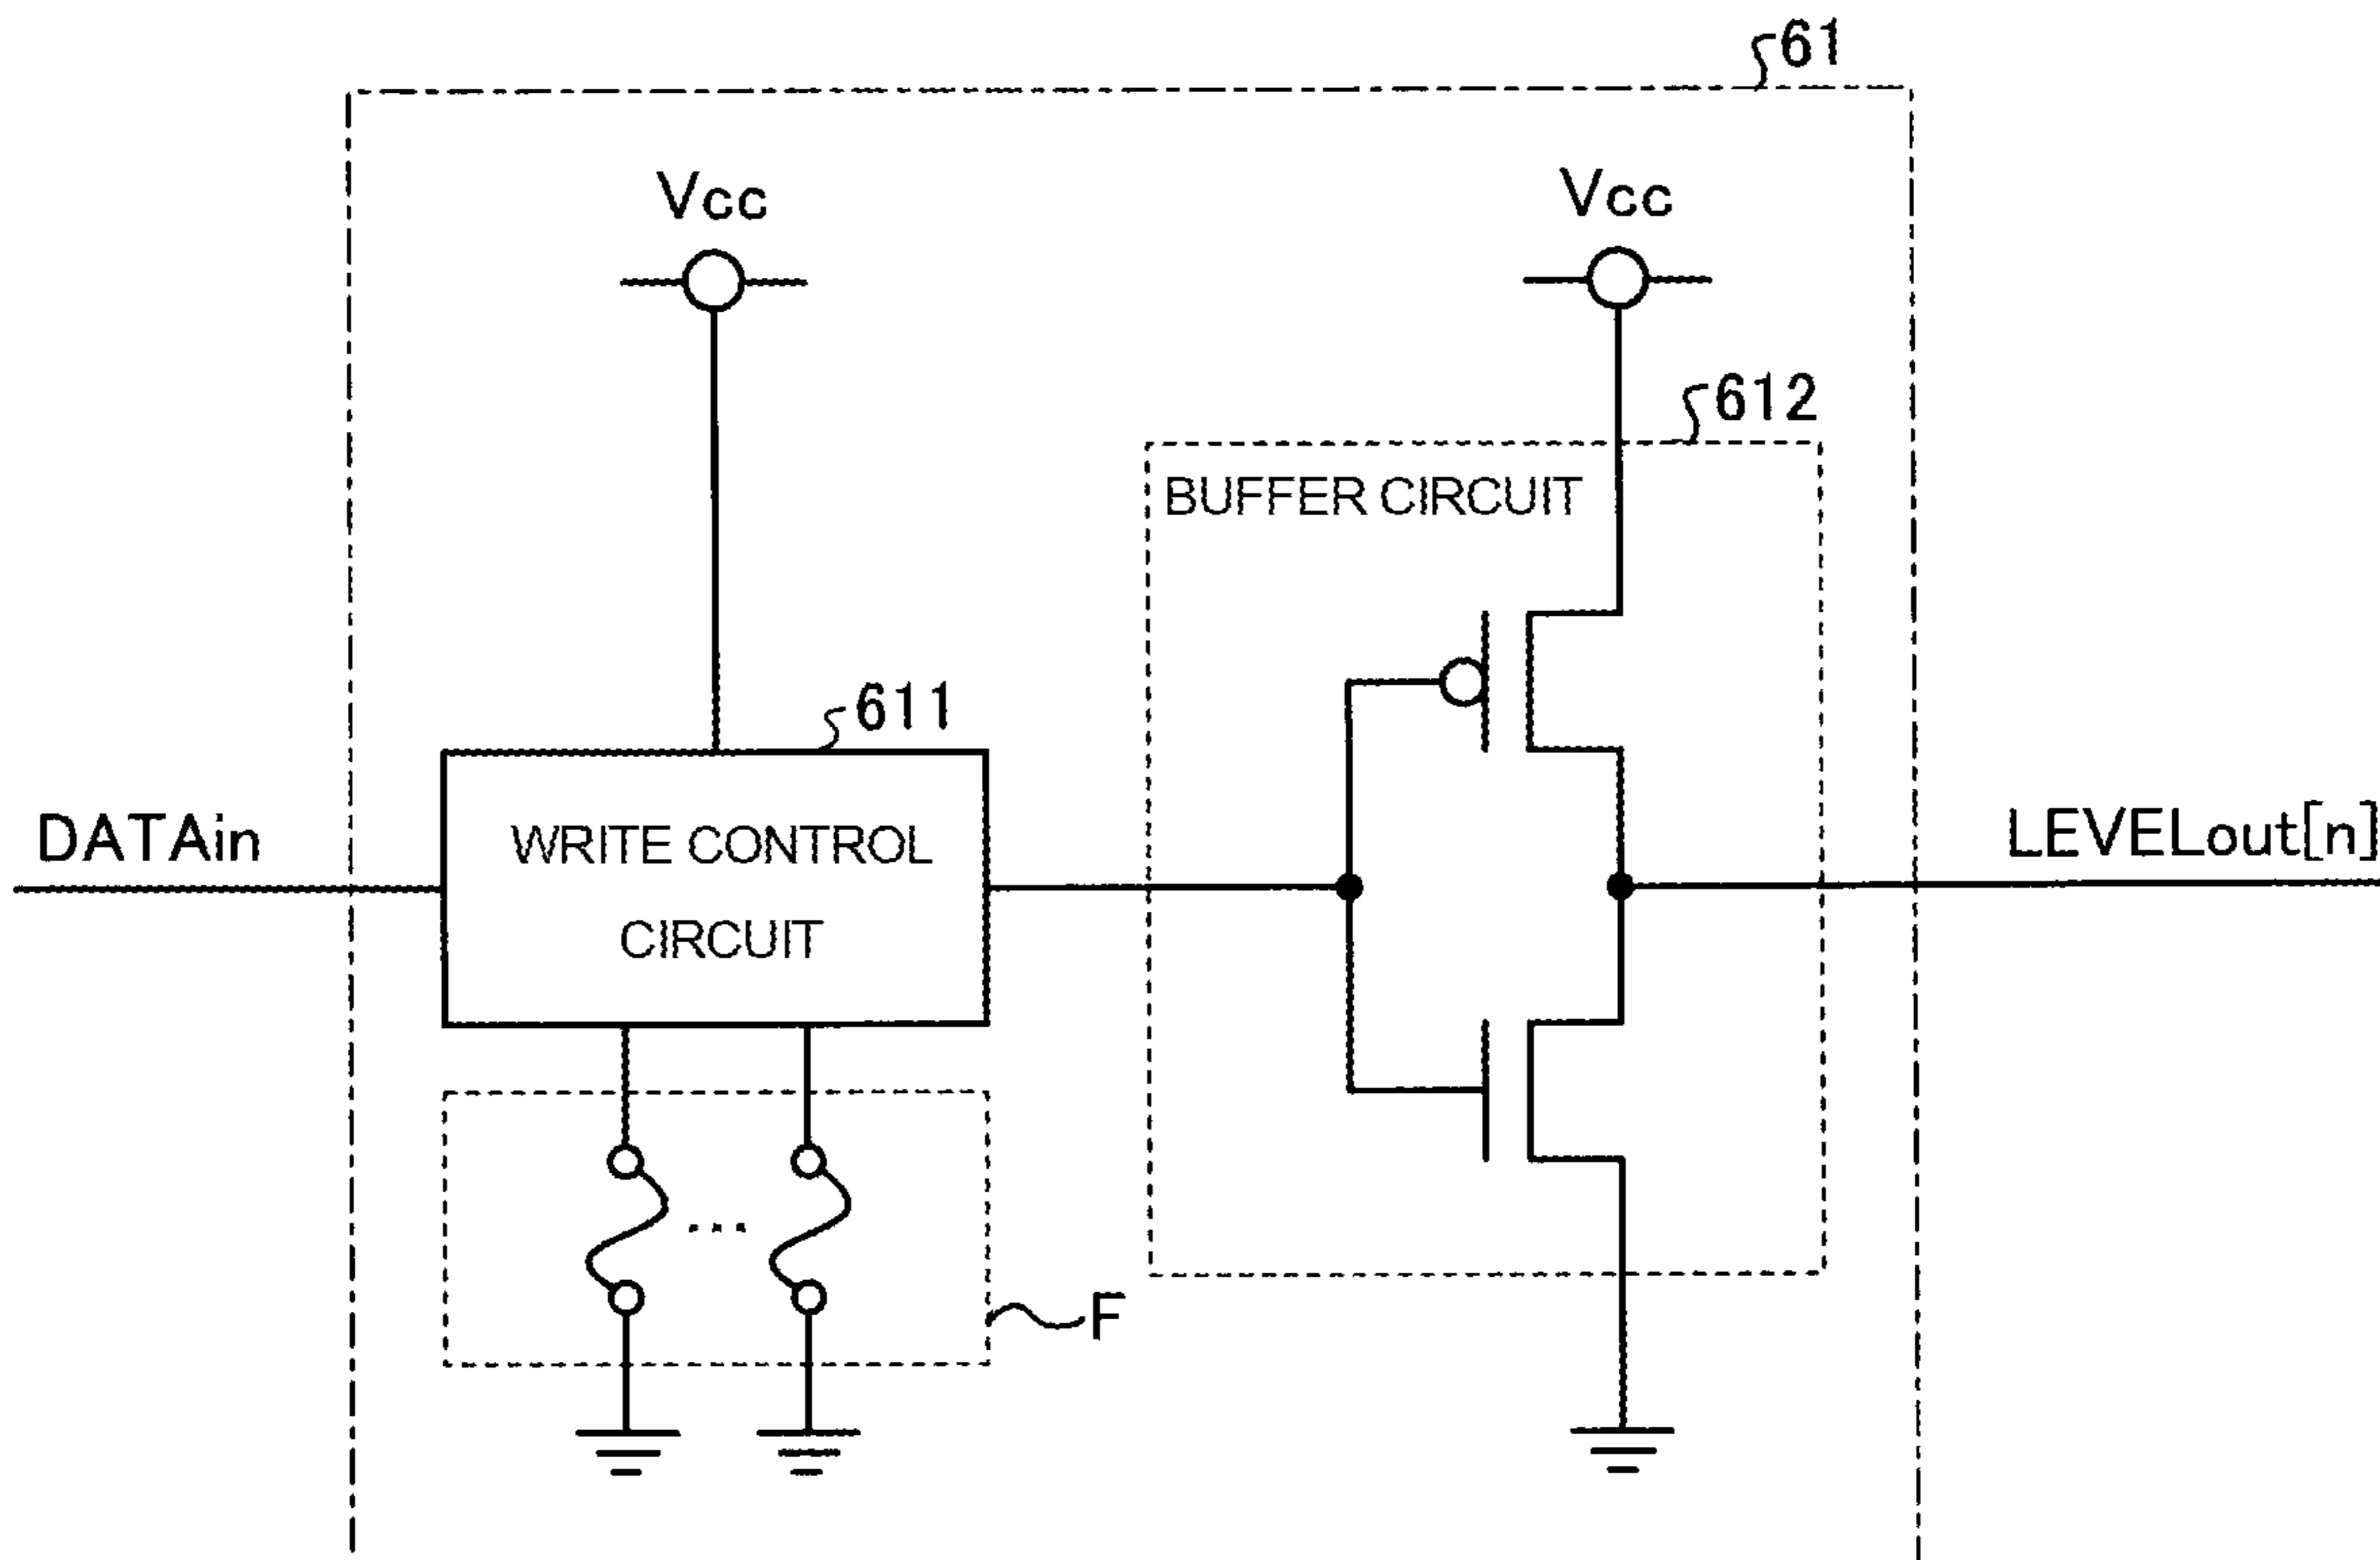 61
Vcc
Vcc
612
BUFFER CIRCUIT
611
DATAin
WRITE CONTROL
CIRCUIT
LEVELout[n]
...
F